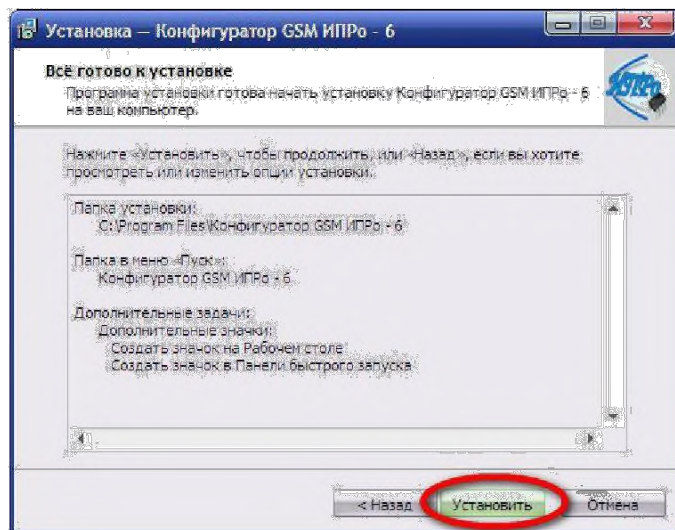 Установка — Конфигуратор GSM ИПРо - 6
Всё готово к установке
Программа установки готова начать установку Конфигуратор GSM ИПРо - 6
на ваш компьютер.
ИПРо
Нажмите «Установить», чтобы продолжить, или «Назад», если вы хотите
просмотреть или изменить опции установки.
Папка установки:
C:\Program Files\Конфигуратор GSM ИПРо - 6
Папка в меню «Пуск»:
Конфигуратор GSM ИПРо - 6
Дополнительные задачи:
Дополнительные значки:
Создать значок на Рабочем столе
Создать значок в Панели быстрого запуска
< Назад
Установить
Отмена